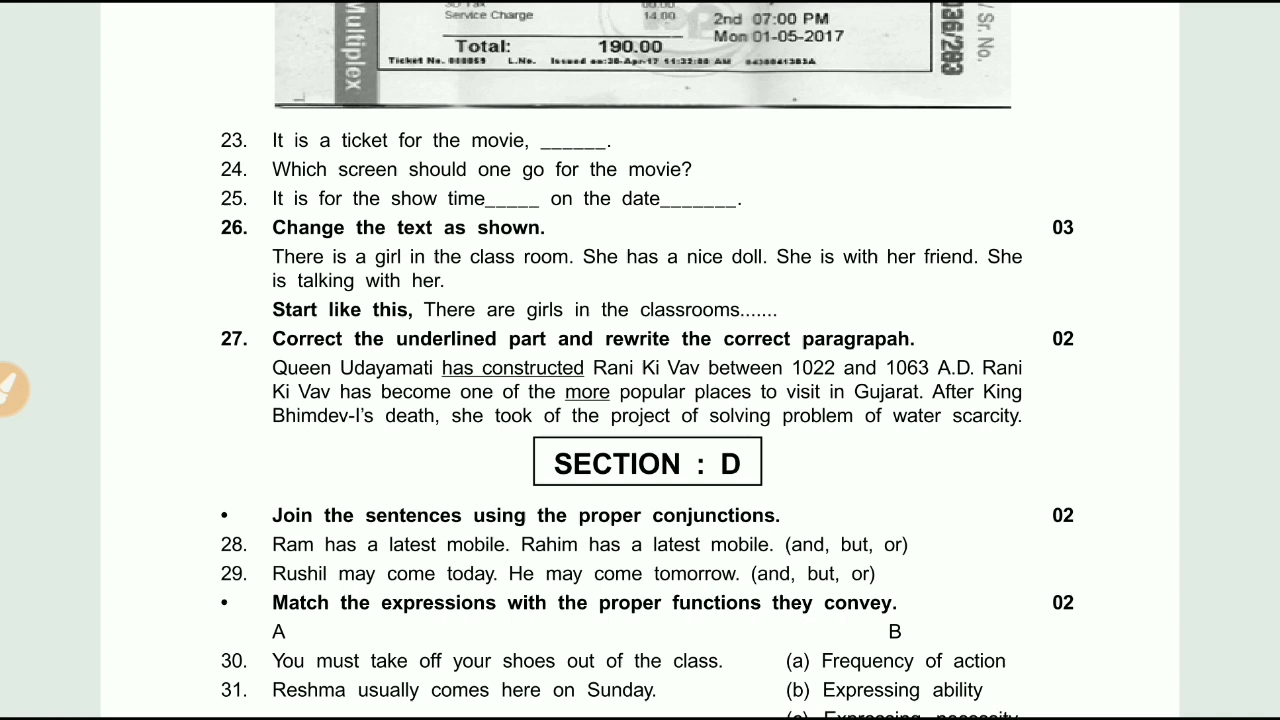 Service Charge 14.00
2nd 07:00 PM
Mon 01-05-2017
Total: 190.00
Multiplex
/ Sr. No.
23. It is a ticket for the movie, ______.
24. Which screen should one go for the movie?
25. It is for the show time_____ on the date_______.
26. Change the text as shown. 03
There is a girl in the class room. She has a nice doll. She is with her friend. She
is talking with her.
Start like this, There are girls in the classrooms.......
27. Correct the underlined part and rewrite the correct paragrapah. 02
Queen Udayamati has constructed Rani Ki Vav between 1022 and 1063 A.D. Rani
Ki Vav has become one of the more popular places to visit in Gujarat. After King
Bhimdev-I's death, she took of the project of solving problem of water scarcity.
SECTION : D
• Join the sentences using the proper conjunctions. 02
28. Ram has a latest mobile. Rahim has a latest mobile. (and, but, or)
29. Rushil may come today. He may come tomorrow. (and, but, or)
• Match the expressions with the proper functions they convey. 02
A B
30. You must take off your shoes out of the class. (a) Frequency of action
31. Reshma usually comes here on Sunday. (b) Expressing ability
(c) Expressing necessity